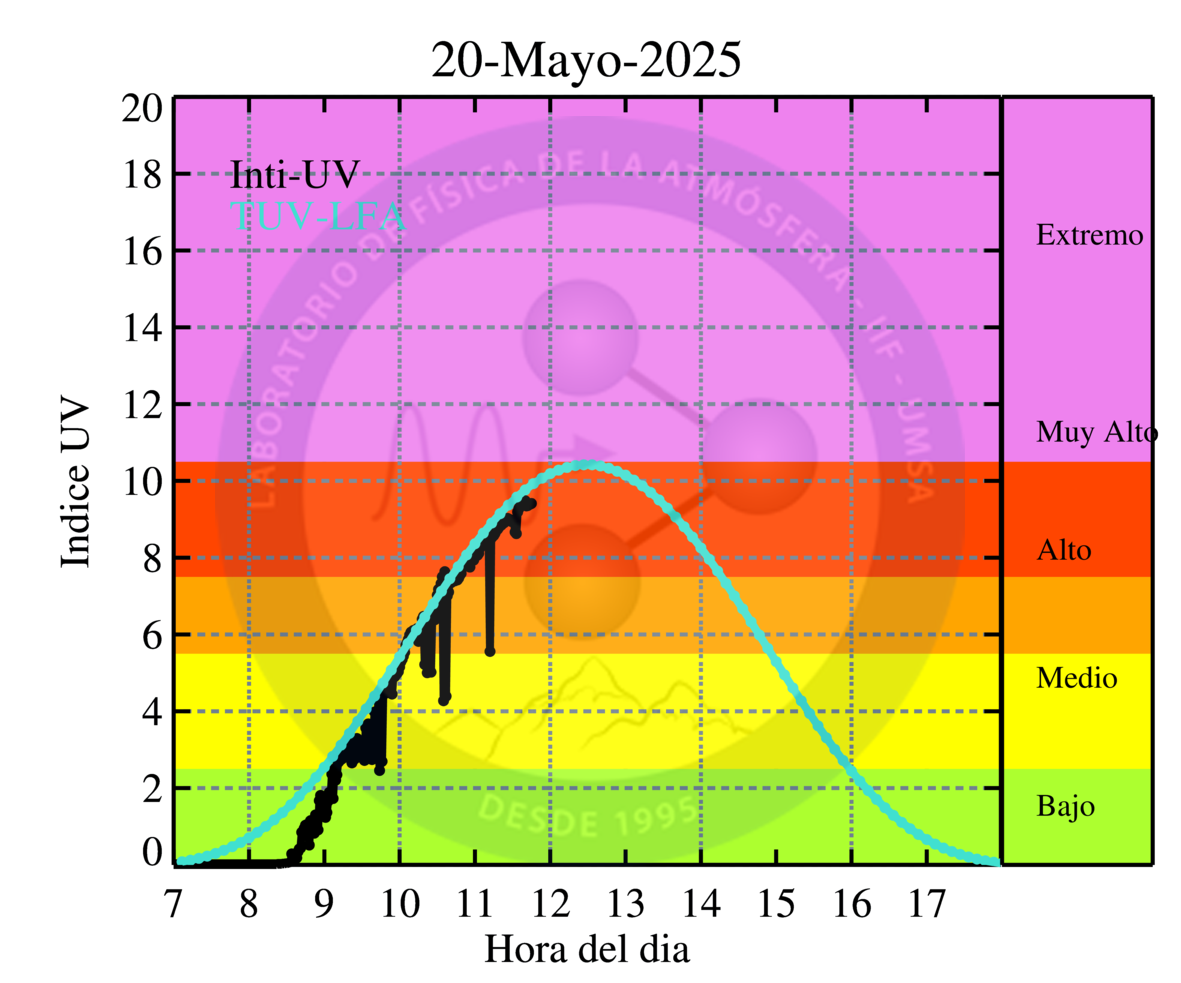 20-Mayo-2025
20
18
16
14
12
10
8
6
4
2
0
Indice UV
Inti-UV
TUV-LFA
LABORATORIO DE FÍSICA DE LA ATMÓSFERA - IIF - UMSA
DESDE 1995
Extremo
Muy Alto
Alto
Medio
Bajo
7 8 9 10 11 12 13 14 15 16 17
Hora del dia